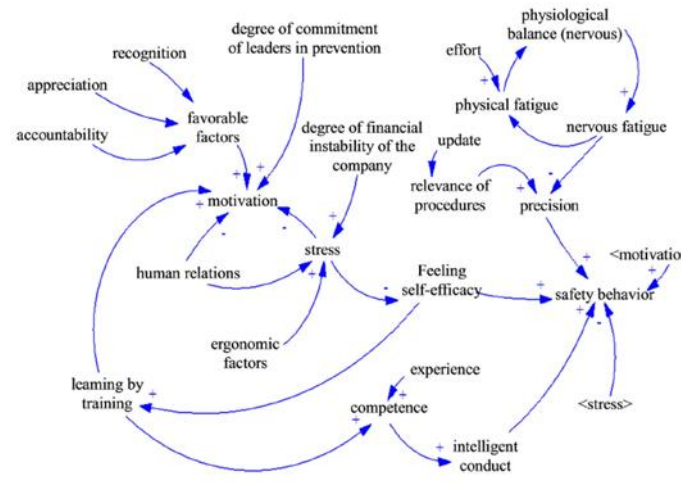 physiological
balance (nervous)
degree of commitment
of leaders in prevention
recognition
effort
appreciation
physical fatigue
favorable
factors
accountability
degree of financial
instability of the
company
nervous fatigue
update
relevance of
procedures
motivation
precision
stress
human relations
Feeling
self-efficacy
<motivatio
safety behavior
ergonomic
factors
experience
learning by
training
competence
<stress>
intelligent
conduct